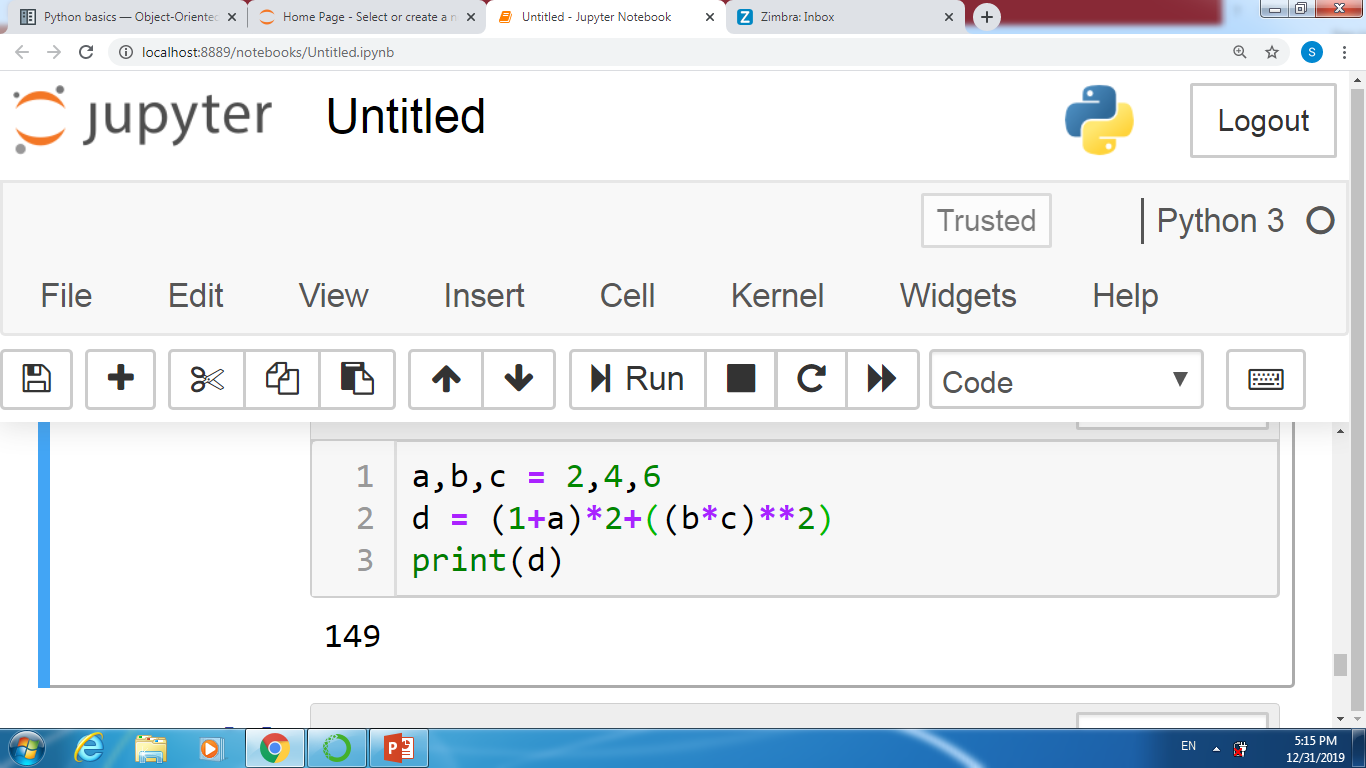 Python basics — Object-Oriented
Home Page - Select or create a n
Untitled - Jupyter Notebook
Zimbra: Inbox
localhost:8889/notebooks/Untitled.ipynb
S
jupyter Untitled
Logout
Trusted
Python 3
File Edit View Insert Cell Kernel Widgets Help
Run
Code
1 a,b,c = 2,4,6
2 d = (1+a)*2+((b*c)**2)
3 print(d)
149
EN
5:15 PM
12/31/2019